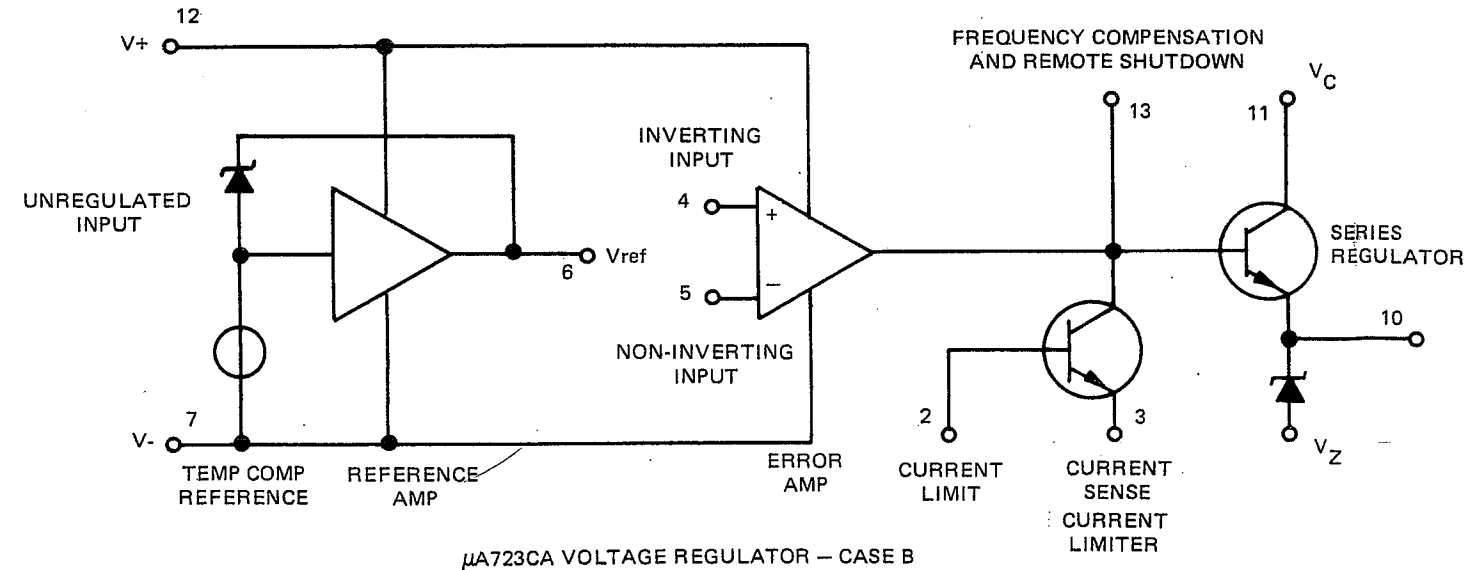 12
V+
FREQUENCY COMPENSATION
AND REMOTE SHUTDOWN
VC
13
11
INVERTING
INPUT
UNREGULATED
INPUT
4
+
SERIES
REGULATOR
6
Vref
5
−
10
NON-INVERTING
INPUT
7
V-
2
3
VZ
TEMP COMP
REFERENCE
REFERENCE
AMP
ERROR
AMP
CURRENT
LIMIT
CURRENT
SENSE
CURRENT
LIMITER
μA723CA VOLTAGE REGULATOR – CASE B